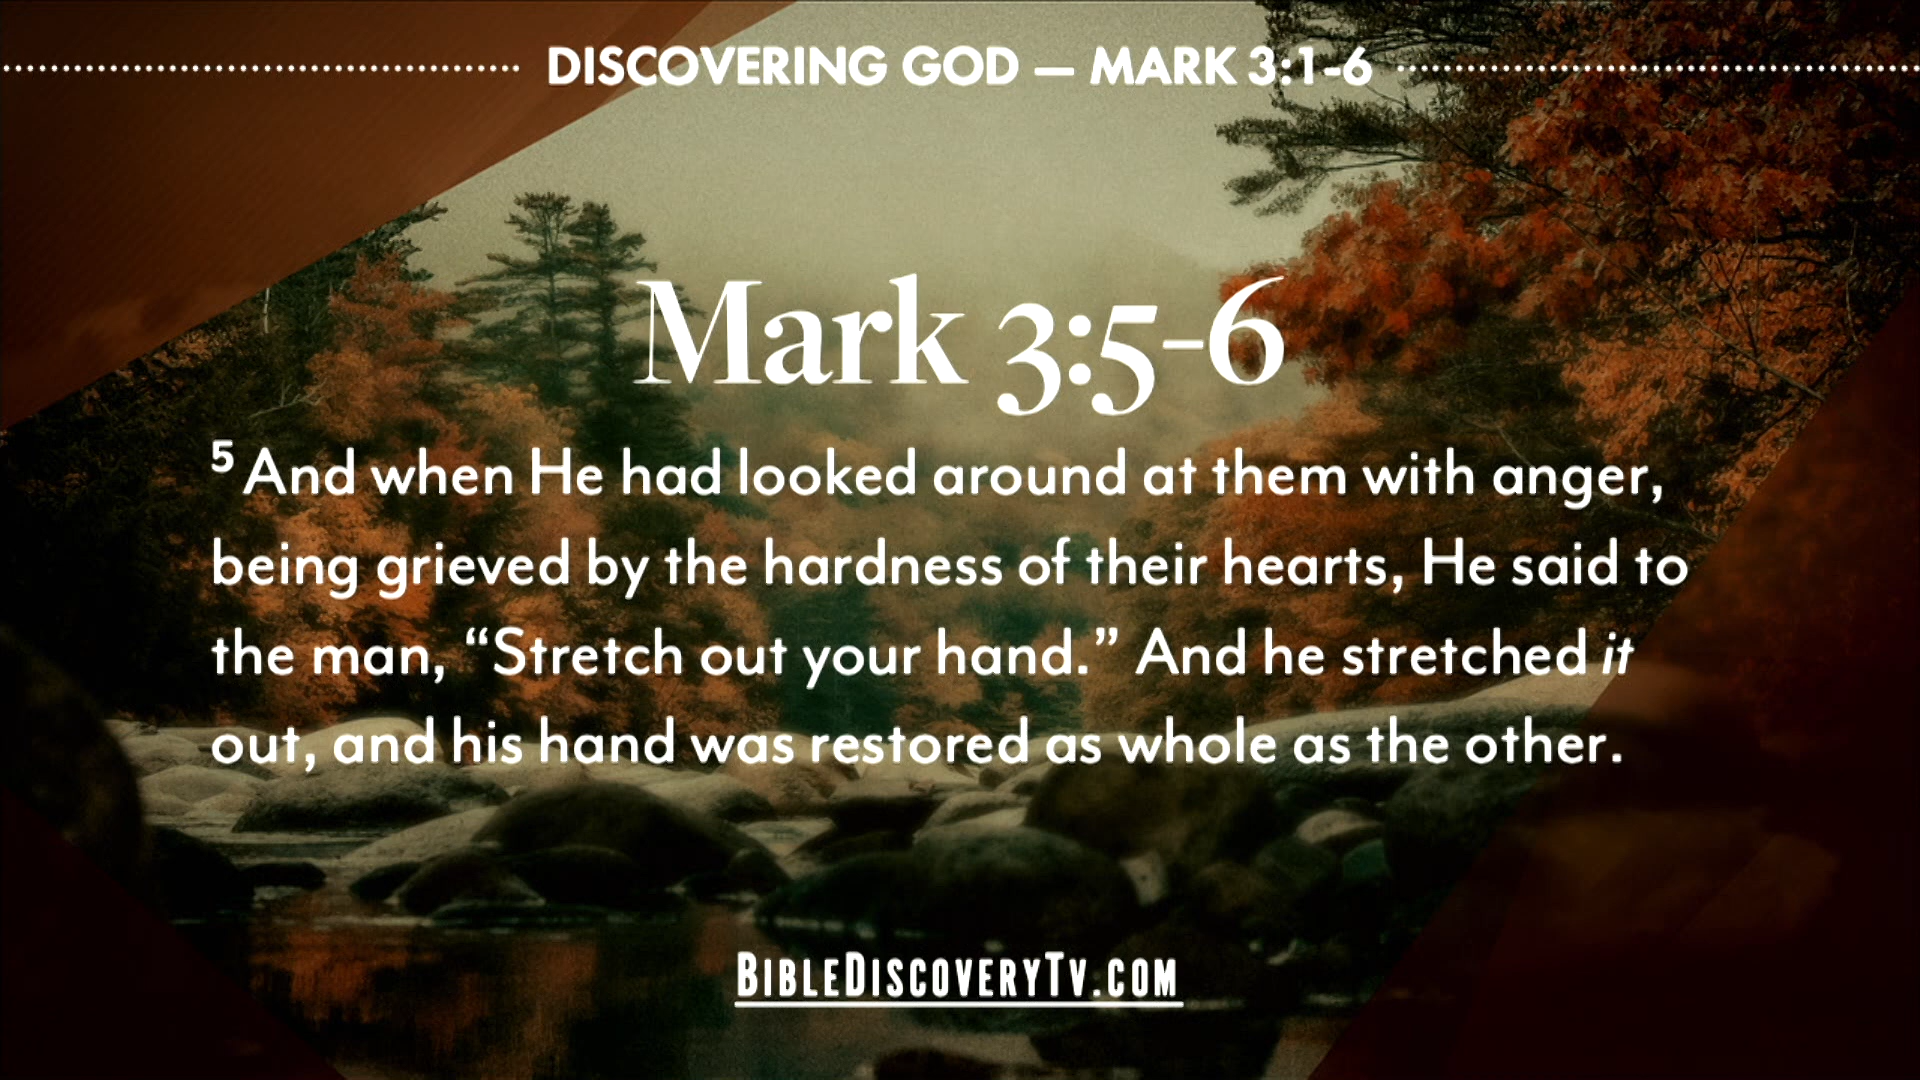 DISCOVERING GOD — MARK 3:1-6
Mark 3:5-6
⁵ And when He had looked around at them with anger,
being grieved by the hardness of their hearts, He said to
the man, “Stretch out your hand.” And he stretched it
out, and his hand was restored as whole as the other.
BIBLEDISCOVERYTV.COM